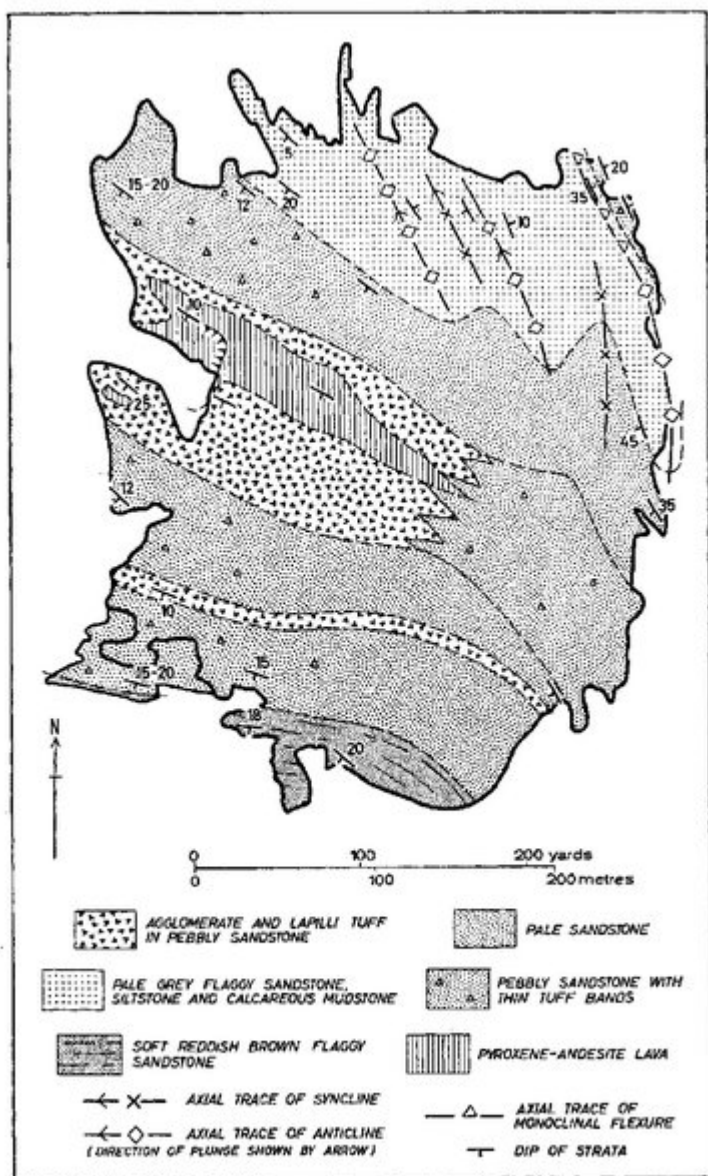 5
15-20
12
20
10
20
35
30
25
12
45
35
10
15-20
15
18
20
N
0 100 200 yards
0 100 200 metres
AGGLOMERATE AND LAPILLI TUFF
IN PEBBLY SANDSTONE
PALE SANDSTONE
PALE GREY FLAGGY SANDSTONE,
SILTSTONE AND CALCAREOUS MUDSTONE
PEBBLY SANDSTONE WITH
THIN TUFF BANDS
SOFT REDDISH BROWN FLAGGY
SANDSTONE
PYROXENE-ANDESITE LAVA
AXIAL TRACE OF SYNCLINE
AXIAL TRACE OF
MONOCLINAL FLEXURE
AXIAL TRACE OF ANTICLINE
(DIRECTION OF PLUNGE SHOWN BY ARROW)
DIP OF STRATA